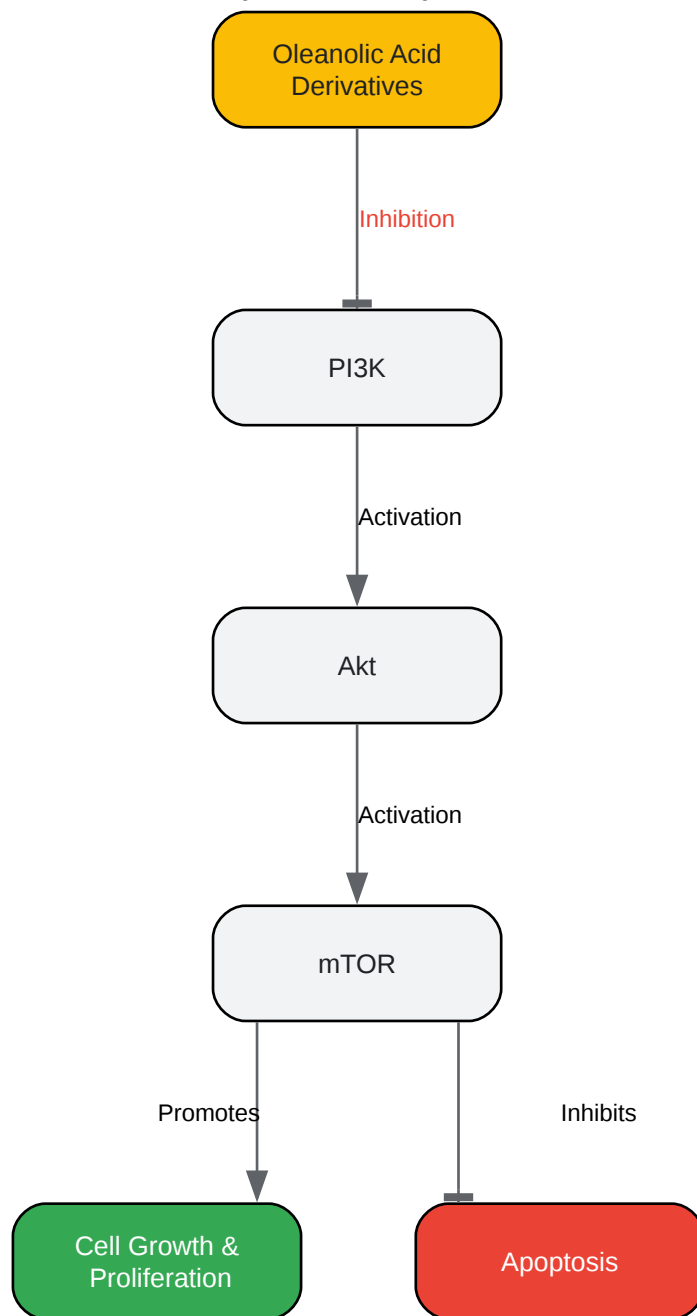 Oleanolic Acid
Derivatives
Inhibition
PI3K
Activation
Akt
Activation
mTOR
Promotes
Inhibits
Cell Growth &
Proliferation
Apoptosis